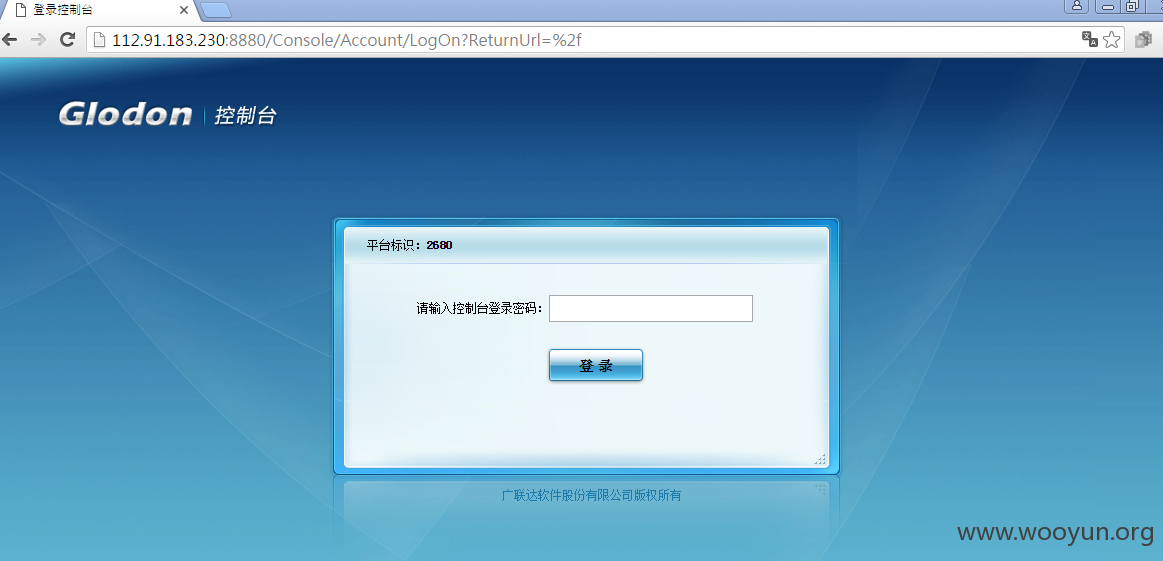 登录控制台
112.91.183.230:8880/Console/Account/LogOn?ReturnUrl=%2f
Glodon 控制台
平台标识：2680
请输入控制台登录密码：
登 录
广联达软件股份有限公司版权所有
www.wooyun.org